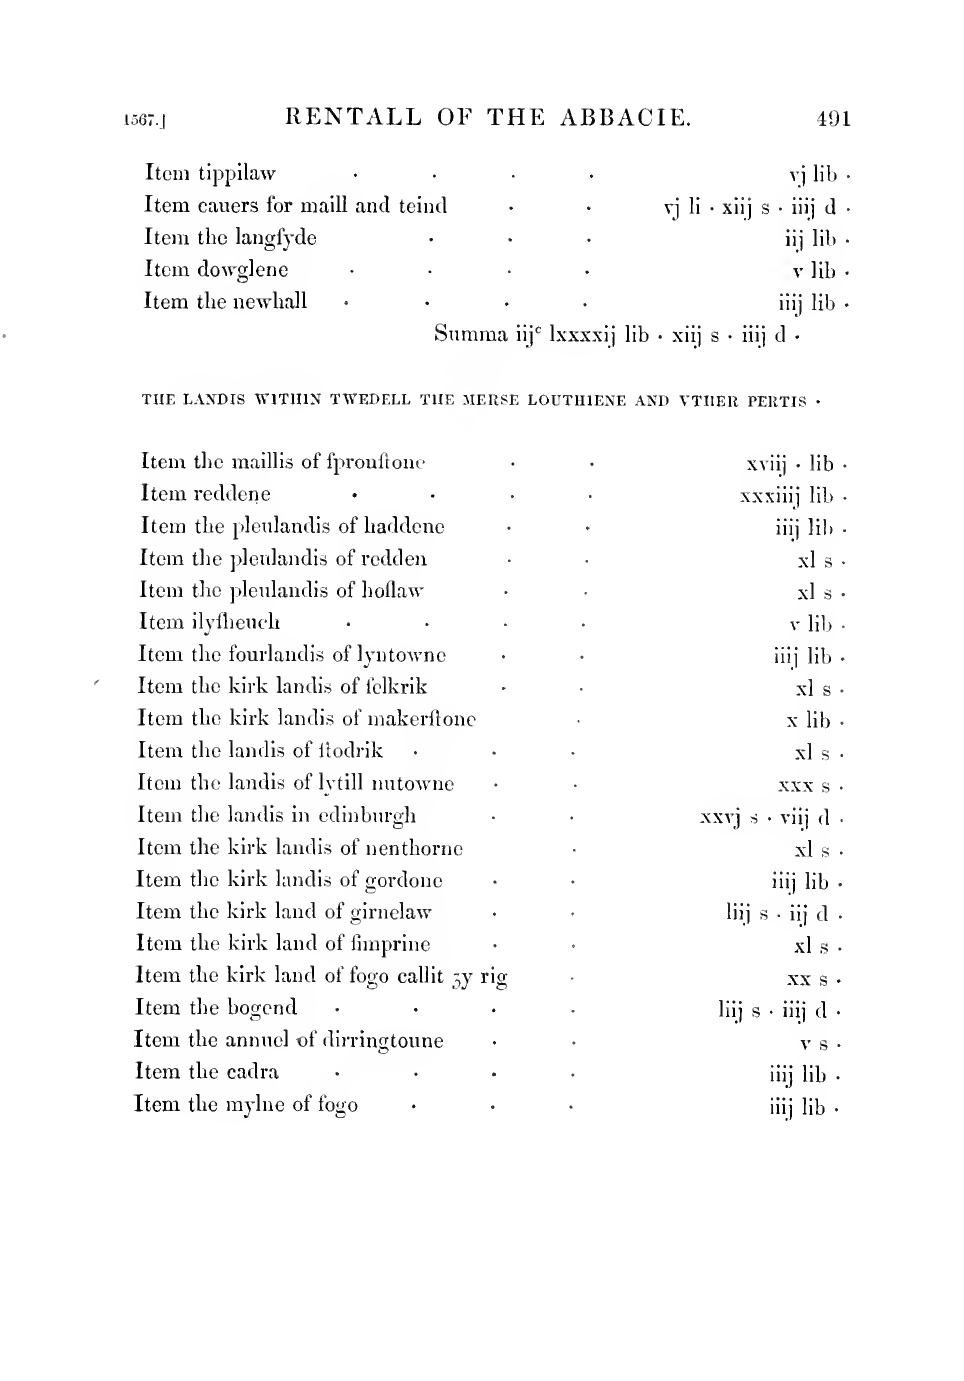 1567.] RENTALL OF THE ABBACIE. 491
Item tippilaw · · · · vj lib ·
Item cauers for maill and teind · · vj li · xiij s · iiij d ·
Item the langſyde · · · iij lib ·
Item dowglene · · · · v lib ·
Item the newhall · · · · iiij lib ·
Summa iijᶜ lxxxxij lib · xiij s · iiij d ·
THE LANDIS WITHIN TWEDELL THE MERSE LOUTHIENE AND VTHER PERTIS ·
Item the maillis of ſprouſtone · · xviij · lib ·
Item reddene · · · · xxxiiij lib ·
Item the pleulandis of haddene · · iiij lib ·
Item the pleulandis of redden · · xl s ·
Item the pleulandis of hoſlaw · · xl s ·
Item ilyſheuch · · · · v lib ·
Item the fourlandis of lyntowne · · iiij lib ·
Item the kirk landis of ſelkrik · · xl s ·
Item the kirk landis of makerſtone · x lib ·
Item the landis of ſtodrik · · · xl s ·
Item the landis of lytill nutowne · · xxx s ·
Item the landis in edinburgh · · xxvj s · viij d ·
Item the kirk landis of nenthorne · xl s ·
Item the kirk landis of gordone · · iiij lib ·
Item the kirk land of girnelaw · · liij s · iij d ·
Item the kirk land of ſimprine · · xl s ·
Item the kirk land of fogo callit ʒy rig · xx s ·
Item the bogend · · · · liij s · iiij d ·
Item the annuel of dirringtoune · · v s ·
Item the cadra · · · · iiij lib ·
Item the mylne of fogo · · · iiij lib ·